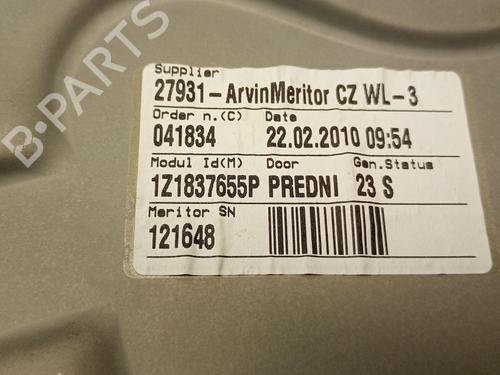 B-PARTS
Supplier
27931-ArvinMeritor CZ WL-3
Order n.(C) Date
041834 22.02.2010 09:54
Modul Id(M) Door Gen.Status
1Z1837655P PREDNI 23 S
Meritor SN
121648